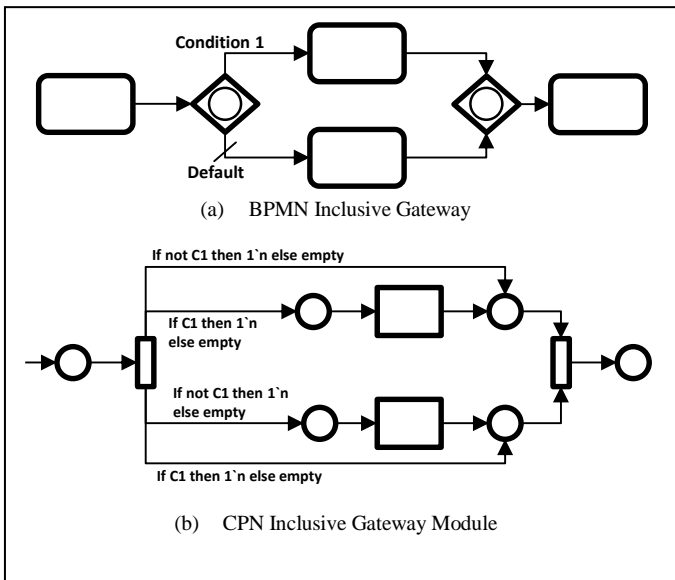 Condition 1
Default
(a) BPMN Inclusive Gateway
If not C1 then 1`n else empty
If C1 then 1`n
else empty
If not C1 then 1`n
else empty
If C1 then 1`n else empty
(b) CPN Inclusive Gateway Module